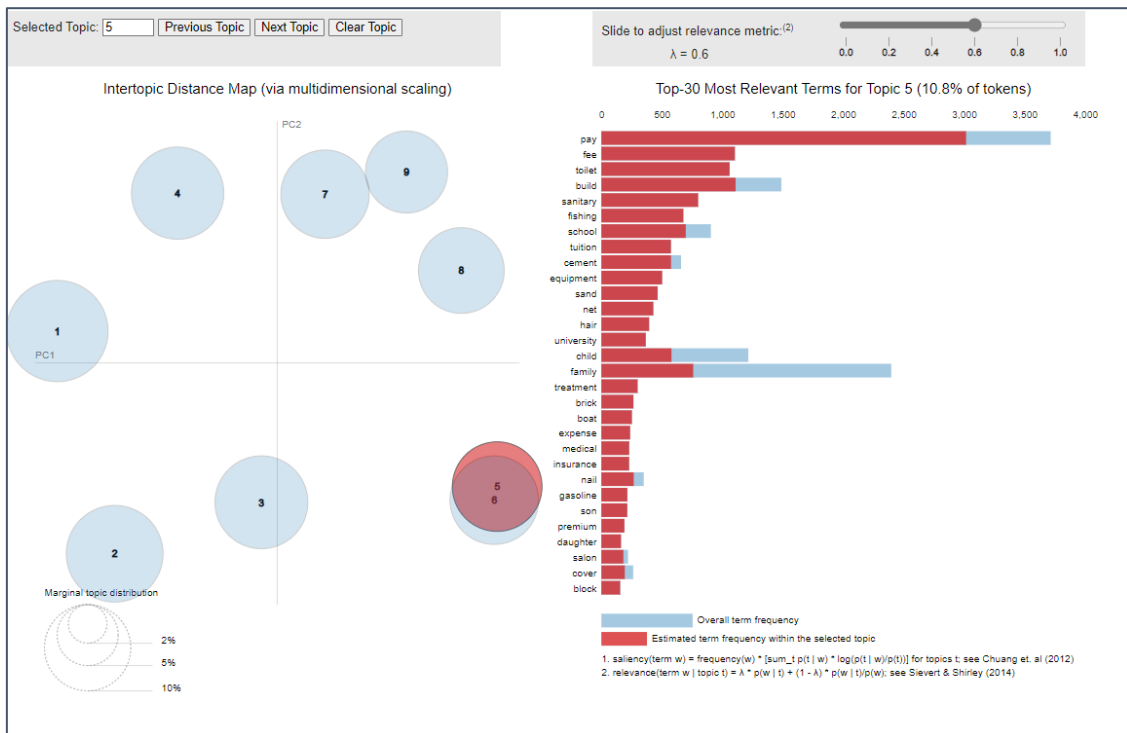 Selected Topic: 5 Previous Topic Next Topic Clear Topic
Slide to adjust relevance metric:(2)
λ = 0.6
0.0 0.2 0.4 0.6 0.8 1.0
Intertopic Distance Map (via multidimensional scaling)
PC2
PC1
4
7
9
8
1
5
6
3
2
Marginal topic distribution
2%
5%
10%
Top-30 Most Relevant Terms for Topic 5 (10.8% of tokens)
0 500 1,000 1,500 2,000 2,500 3,000 3,500 4,000
pay
fee
toilet
build
sanitary
fishing
school
tuition
cement
equipment
sand
net
hair
university
child
family
treatment
brick
boat
expense
medical
insurance
nail
gasoline
son
premium
daughter
salon
cover
block
Overall term frequency
Estimated term frequency within the selected topic
1. saliency(term w) = frequency(w) * [sum_t p(t | w) * log(p(t | w)/p(t))] for topics t; see Chuang et. al (2012)
2. relevance(term w | topic t) = λ * p(w | t) + (1 - λ) * p(w | t)/p(w); see Sievert & Shirley (2014)